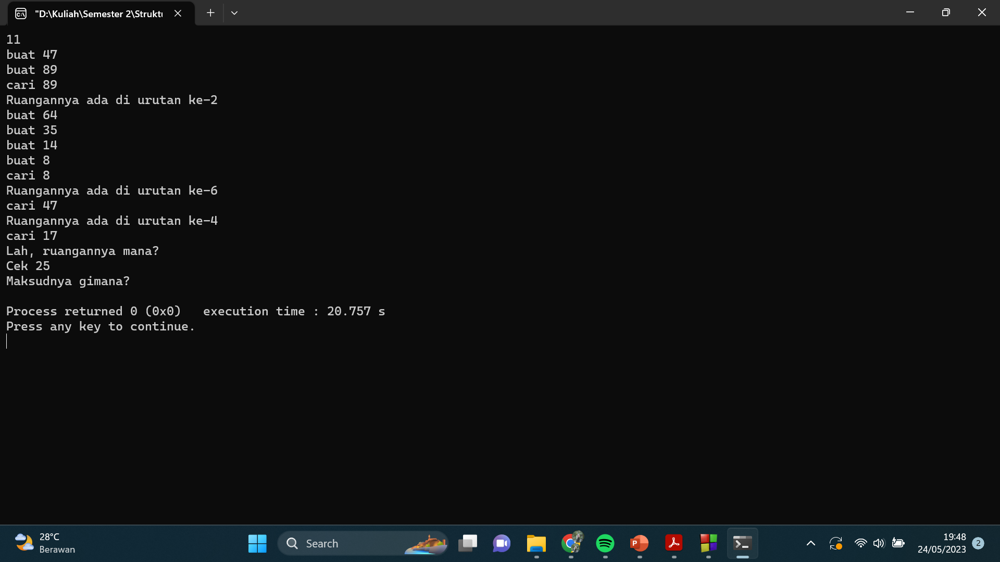 "D:\Kuliah\Semester 2\Struktu
11
buat 47
buat 89
cari 89
Ruangannya ada di urutan ke-2
buat 64
buat 35
buat 14
buat 8
cari 8
Ruangannya ada di urutan ke-6
cari 47
Ruangannya ada di urutan ke-4
cari 17
Lah, ruangannya mana?
Cek 25
Maksudnya gimana?
Process returned 0 (0x0)   execution time : 20.757 s
Press any key to continue.
28°C
Berawan
Search
19:48
24/05/2023
2